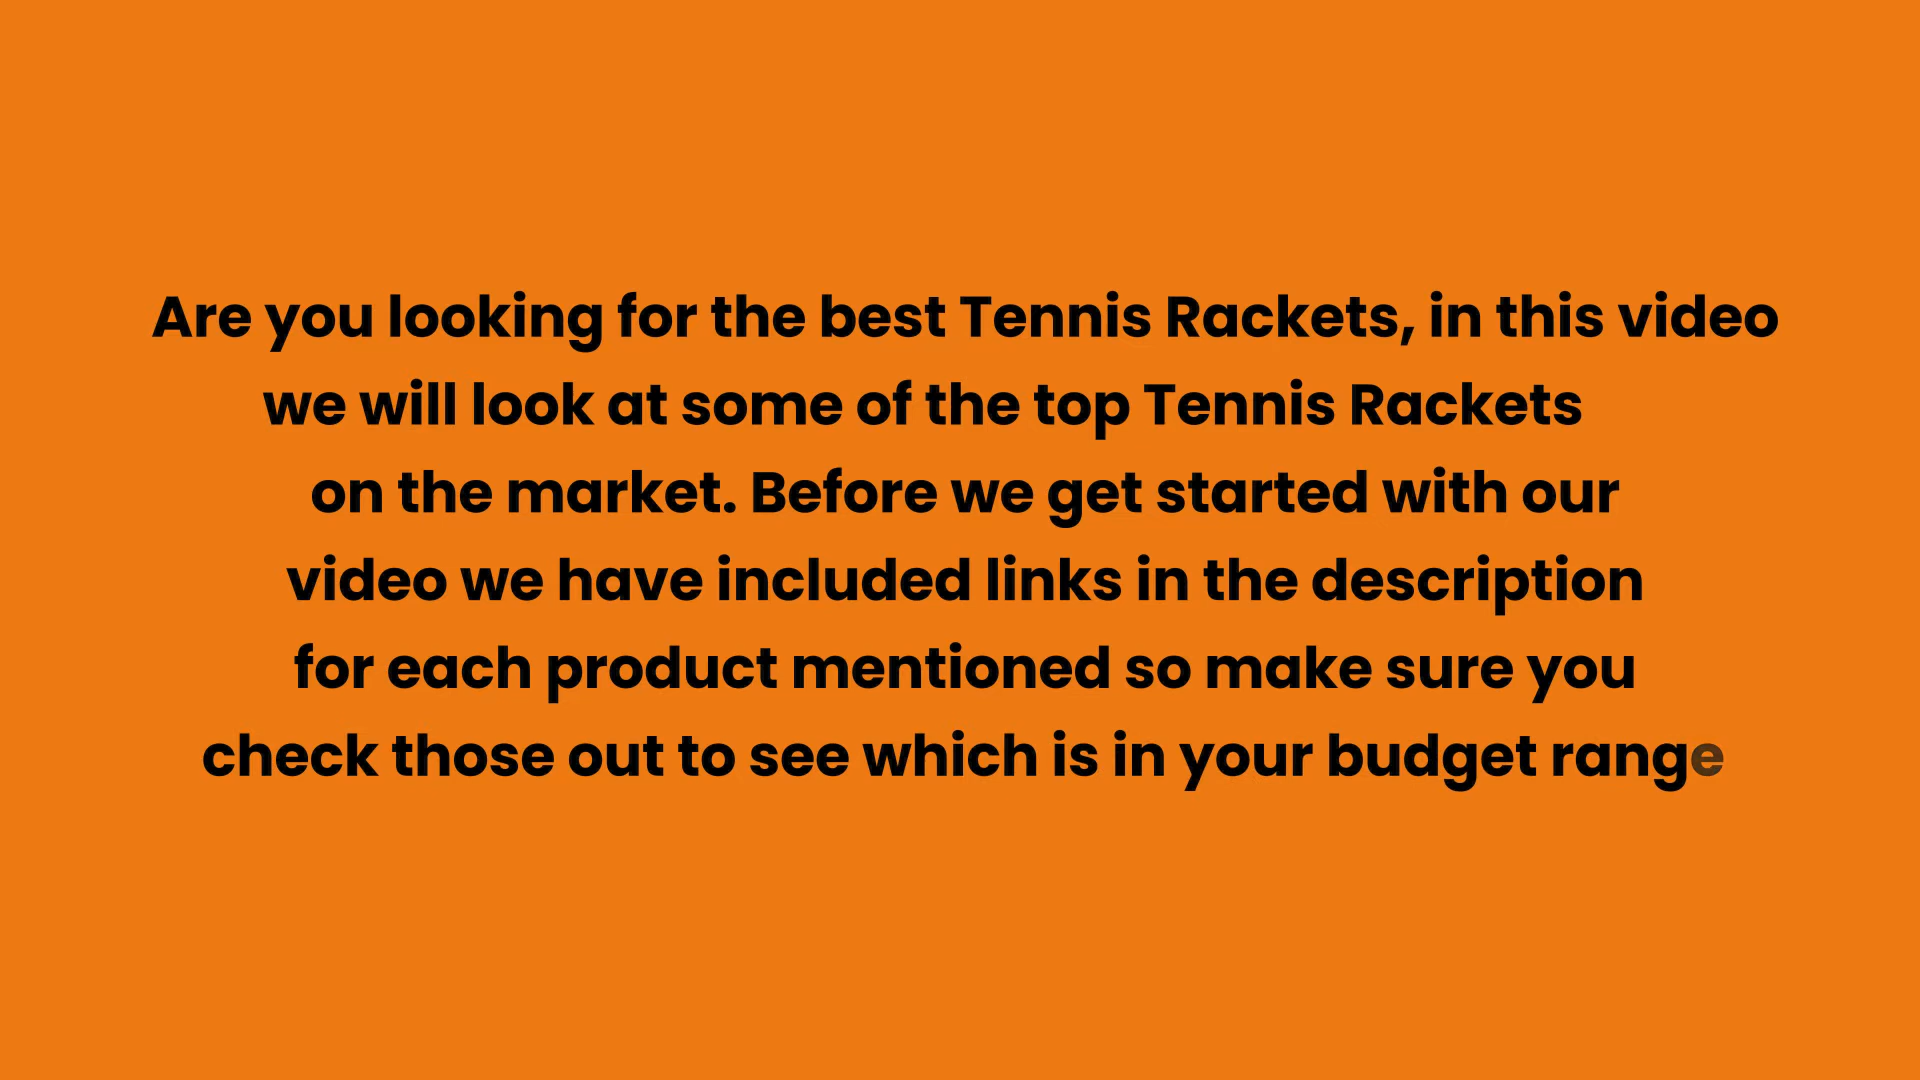 Are you looking for the best Tennis Rackets, in this video
we will look at some of the top Tennis Rackets
on the market. Before we get started with our
video we have included links in the description
for each product mentioned so make sure you
check those out to see which is in your budget range